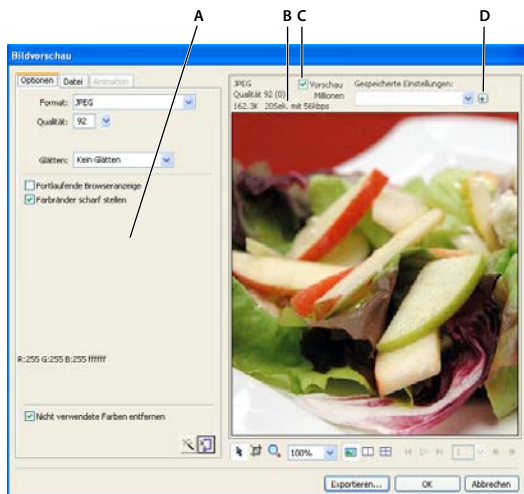 A B C D
Bildvorschau
Optionen Datei Animation
Format: JPEG
Qualität: 92
Glätten: Kein Glätten
Fortlaufende Browseranzeige
Farbränder scharf stellen
R:255 G:255 B:255 ffffff
Nicht verwendete Farben entfernen
JPEG Vorschau Gespeicherte Einstellungen:
Qualität 92 (0) Millionen
162.3K 20Sek. mit 56kbps
100% 1
Exportieren... OK Abbrechen